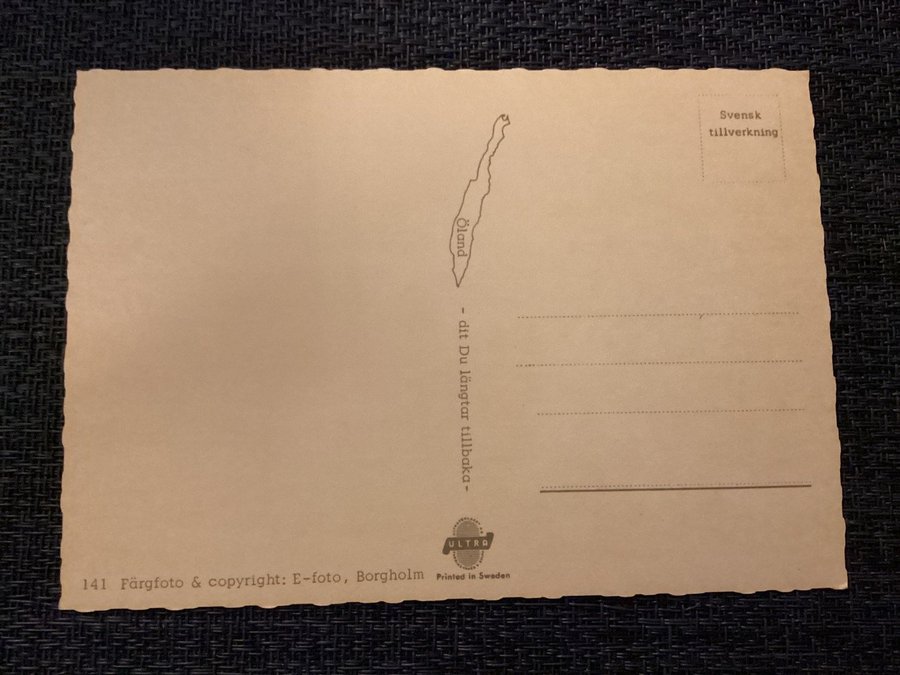 Svensk
tillverkning
Öland
- dit Du längtar tillbaka -
ULTRA
Printed in Sweden
141 Färgfoto & copyright: E-foto, Borgholm